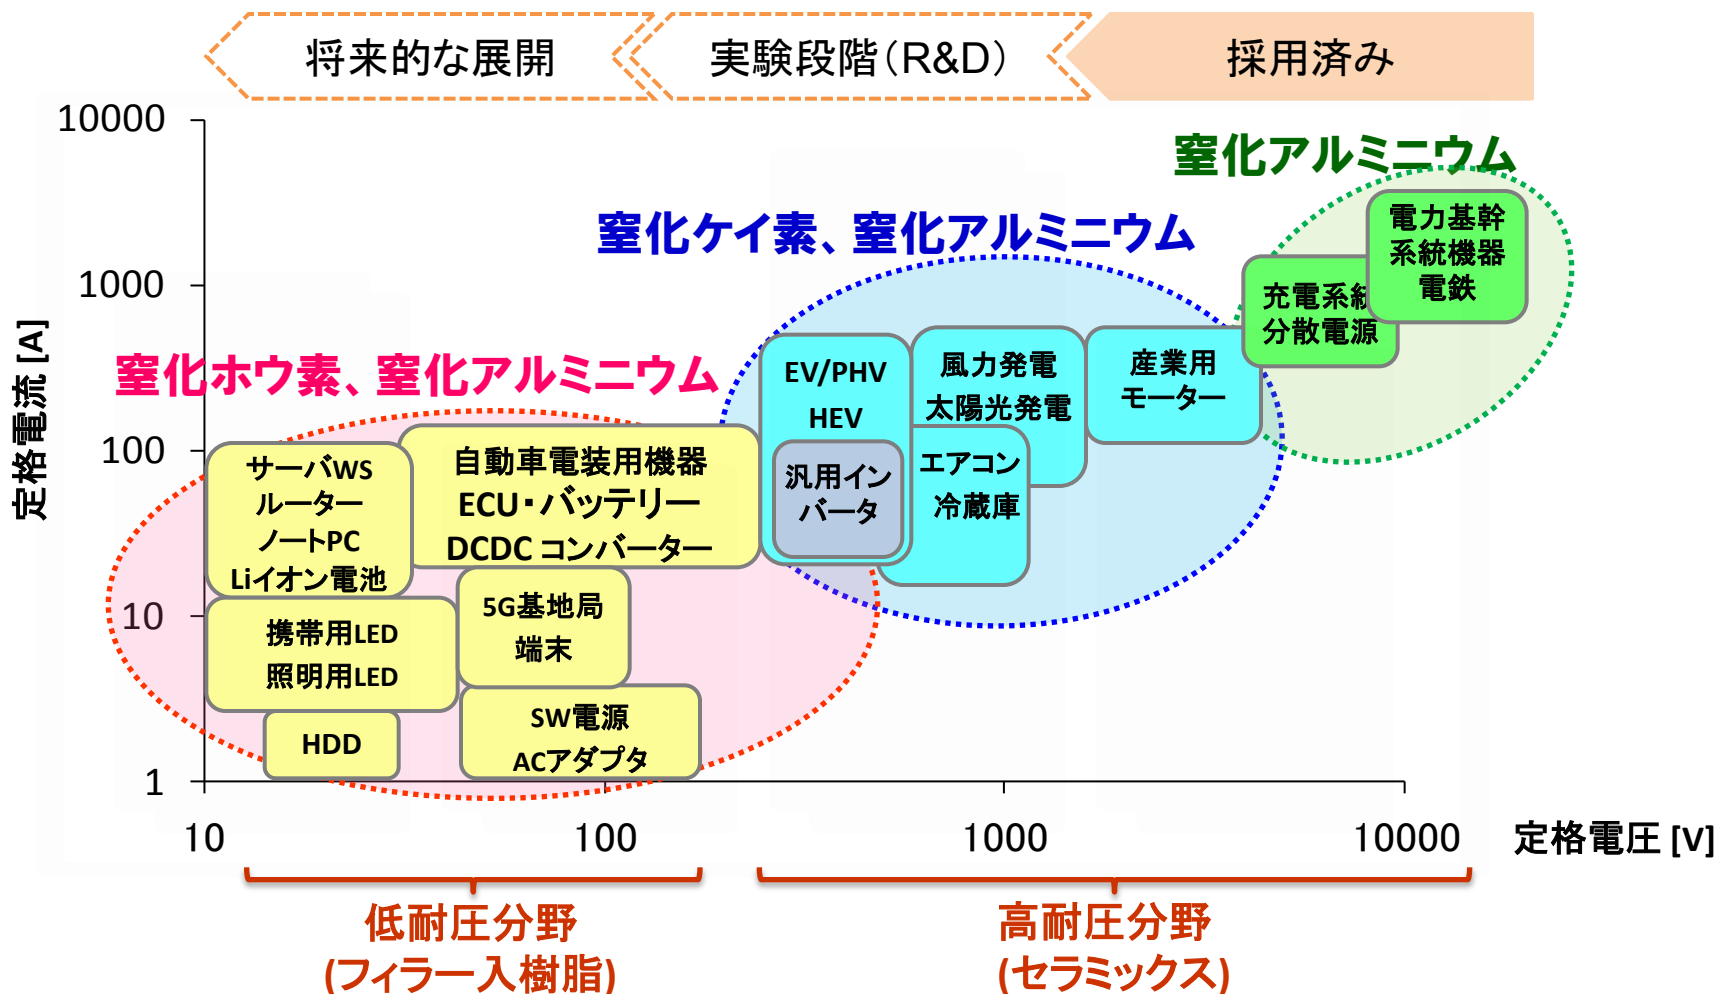 将来的な展開
実験段階（R&D）
採用済み
10000
1000
100
10
1
定格電流 [A]
窒化アルミニウム
窒化ケイ素、窒化アルミニウム
窒化ホウ素、窒化アルミニウム
電力基幹
系統機器
電鉄
充電系統
分散電源
EV/PHV
HEV
汎用イン
バータ
風力発電
太陽光発電
エアコン
冷蔵庫
産業用
モーター
サーバWS
ルーター
ノートPC
Liイオン電池
自動車電装用機器
ECU・バッテリー
DCDC コンバーター
携帯用LED
照明用LED
5G基地局
端末
HDD
SW電源
ACアダプタ
10
100
1000
10000
定格電圧 [V]
低耐圧分野
(フィラー入樹脂)
高耐圧分野
(セラミックス)